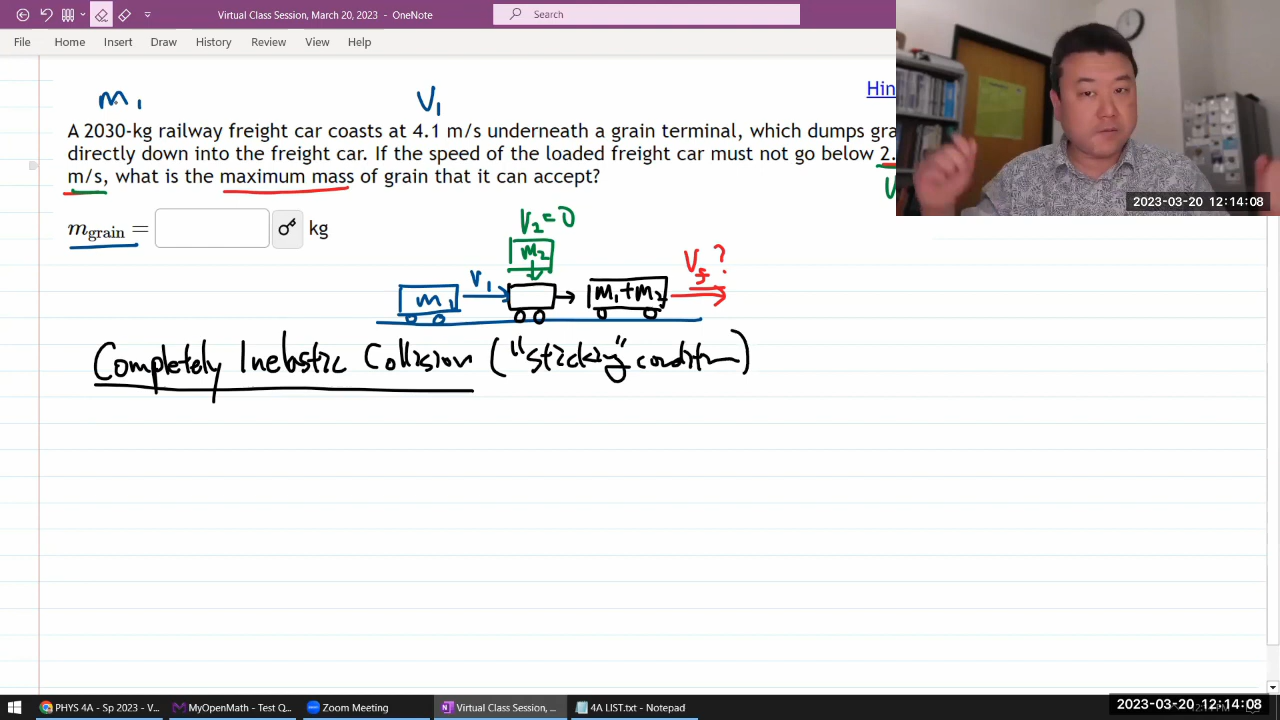 Virtual Class Session, March 20, 2023 - OneNote
Search
File Home Insert Draw History Review View Help
m1 V1
Hin
A 2030-kg railway freight car coasts at 4.1 m/s underneath a grain terminal, which dumps gra
directly down into the freight car. If the speed of the loaded freight car must not go below 2.
m/s, what is the maximum mass of grain that it can accept?
2023-03-20 12:14:08
mgrain = kg
V2=0
m2
V1 Vf ?
m1 m1+m2
Completely Inelastic Collision ("sticking" condition)
PHYS 4A - Sp 2023 - V... MyOpenMath - Test Q... Zoom Meeting Virtual Class Session, ... 4A LIST.txt - Notepad
2023-03-20 12:14:08